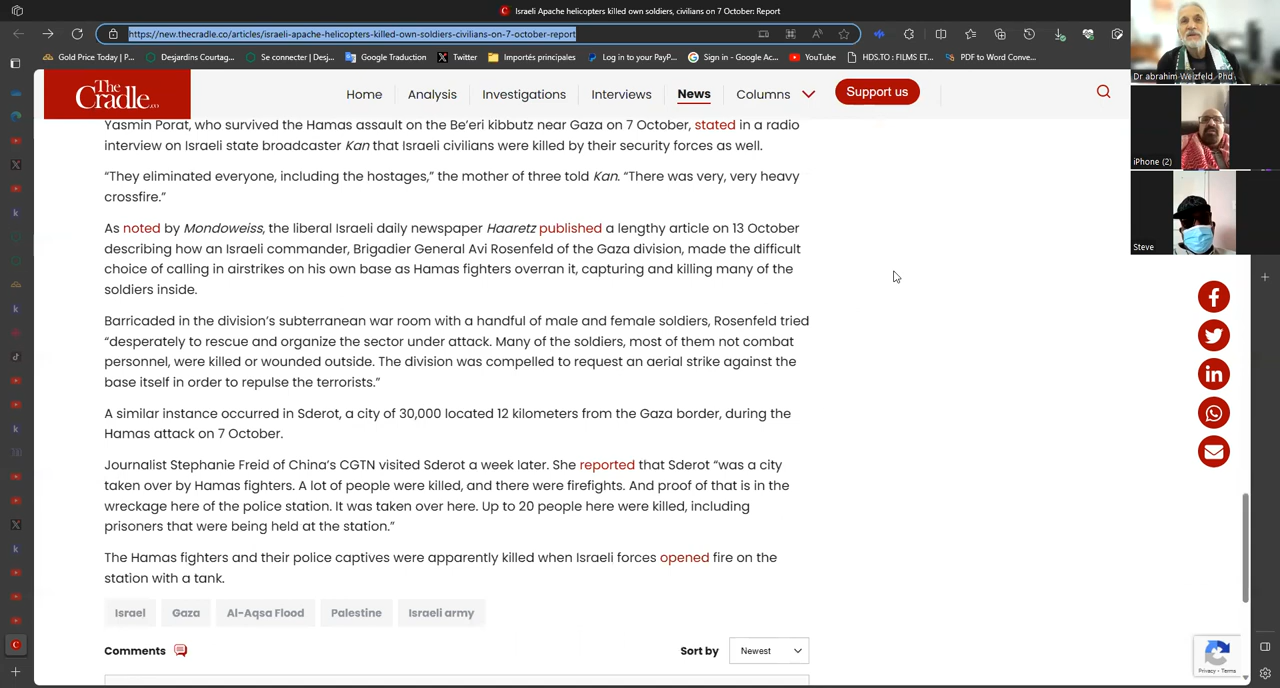 Israeli Apache helicopters killed own soldiers, civilians on 7 October: Report
https://new.thecradle.co/articles/israeli-apache-helicopters-killed-own-soldiers-civilians-on-7-october-report
Gold Price Today | P...
Desjardins Courtag...
Se connecter | Desj...
Google Traduction
Twitter
Importés principales
Log in to your PayP...
Sign in - Google Ac...
YouTube
HDS.TO : FILMS ET...
PDF to Word Conve...
The Cradle.co
Home
Analysis
Investigations
Interviews
News
Columns
Support us
Yasmin Porat, who survived the Hamas assault on the Be’eri kibbutz near Gaza on 7 October, stated in a radio
interview on Israeli state broadcaster Kan that Israeli civilians were killed by their security forces as well.
“They eliminated everyone, including the hostages,” the mother of three told Kan. “There was very, very heavy
crossfire.”
As noted by Mondoweiss, the liberal Israeli daily newspaper Haaretz published a lengthy article on 13 October
describing how an Israeli commander, Brigadier General Avi Rosenfeld of the Gaza division, made the difficult
choice of calling in airstrikes on his own base as Hamas fighters overran it, capturing and killing many of the
soldiers inside.
Barricaded in the division’s subterranean war room with a handful of male and female soldiers, Rosenfeld tried
“desperately to rescue and organize the sector under attack. Many of the soldiers, most of them not combat
personnel, were killed or wounded outside. The division was compelled to request an aerial strike against the
base itself in order to repulse the terrorists.”
A similar instance occurred in Sderot, a city of 30,000 located 12 kilometers from the Gaza border, during the
Hamas attack on 7 October.
Journalist Stephanie Freid of China’s CGTN visited Sderot a week later. She reported that Sderot “was a city
taken over by Hamas fighters. A lot of people were killed, and there were firefights. And proof of that is in the
wreckage here of the police station. It was taken over here. Up to 20 people here were killed, including
prisoners that were being held at the station.”
The Hamas fighters and their police captives were apparently killed when Israeli forces opened fire on the
station with a tank.
Israel
Gaza
Al-Aqsa Flood
Palestine
Israeli army
Comments
Sort by
Newest
Dr abrahim Weizfeld, Phd
iPhone (2)
Steve
Privacy - Terms